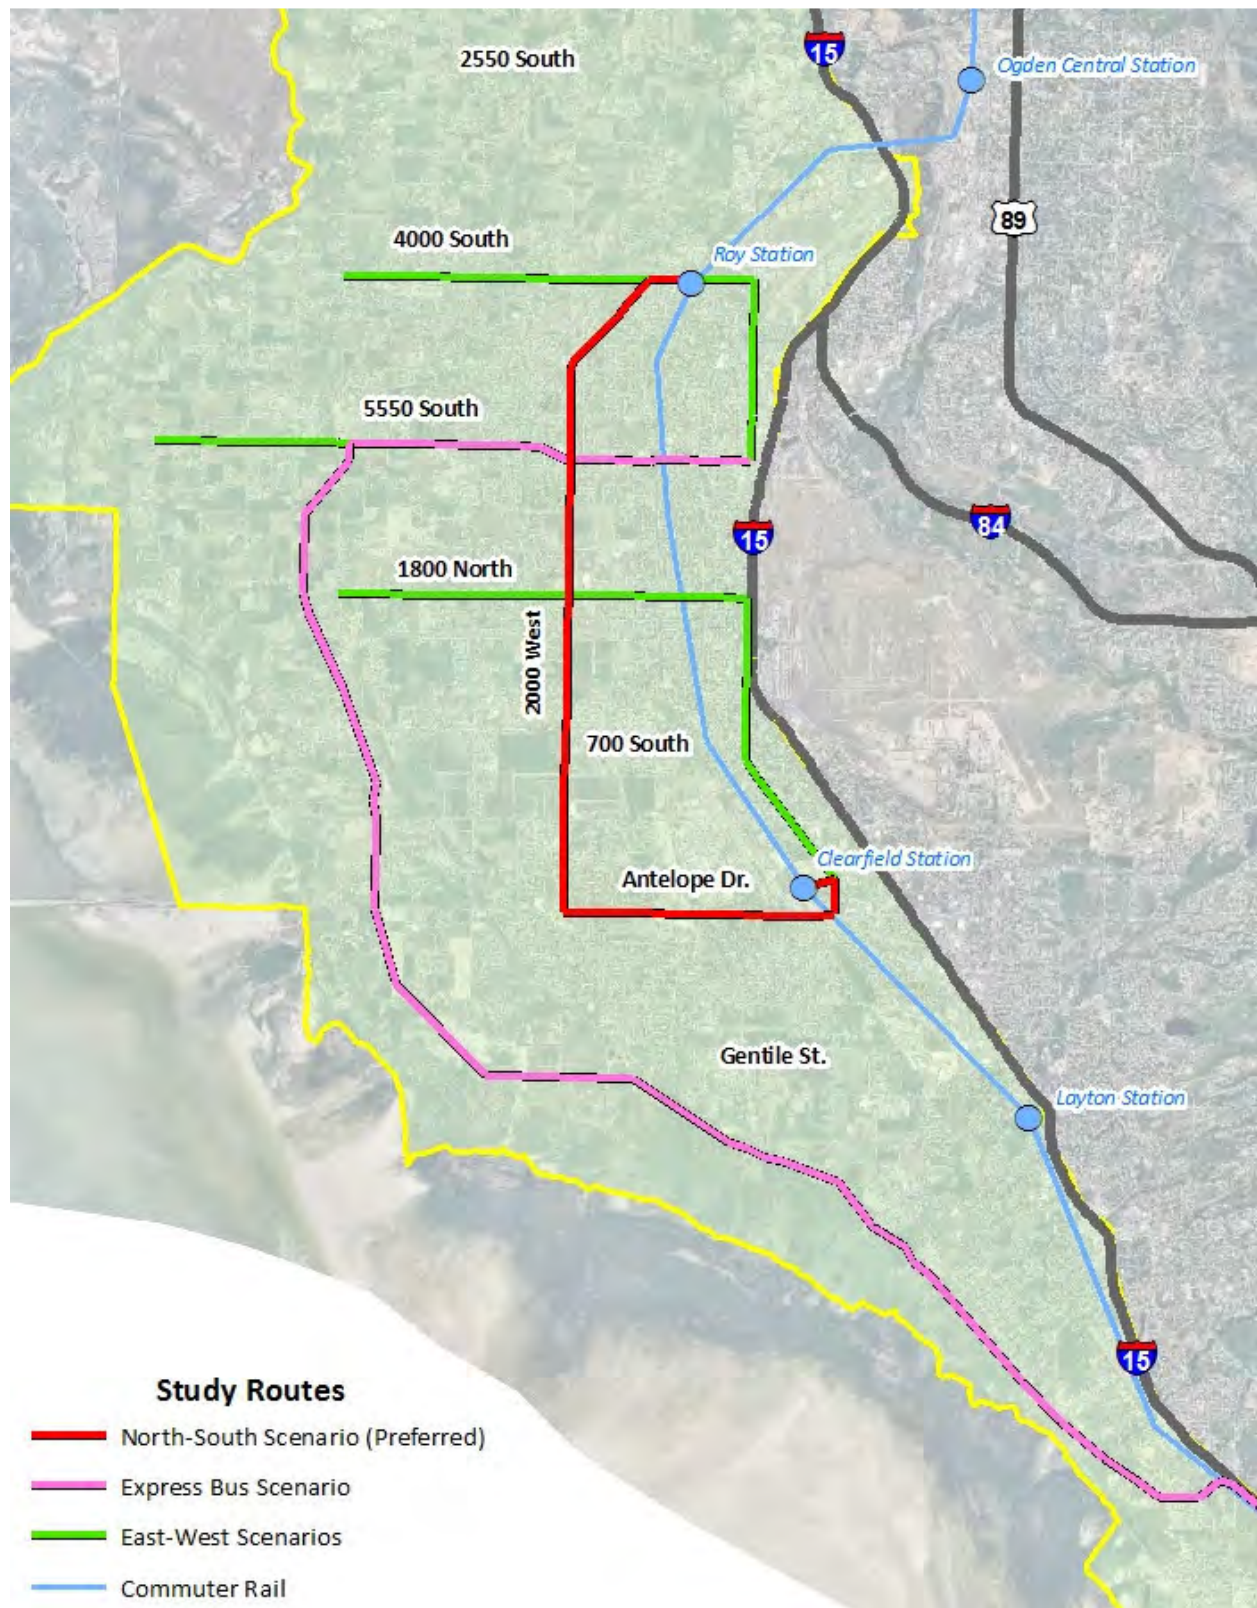 15
2550 South
Ogden Central Station
89
4000 South
Roy Station
5550 South
84
15
1800 North
2000 West
700 South
Clearfield Station
Antelope Dr.
Gentile St.
Layton Station
15
Study Routes
North-South Scenario (Preferred)
Express Bus Scenario
East-West Scenarios
Commuter Rail